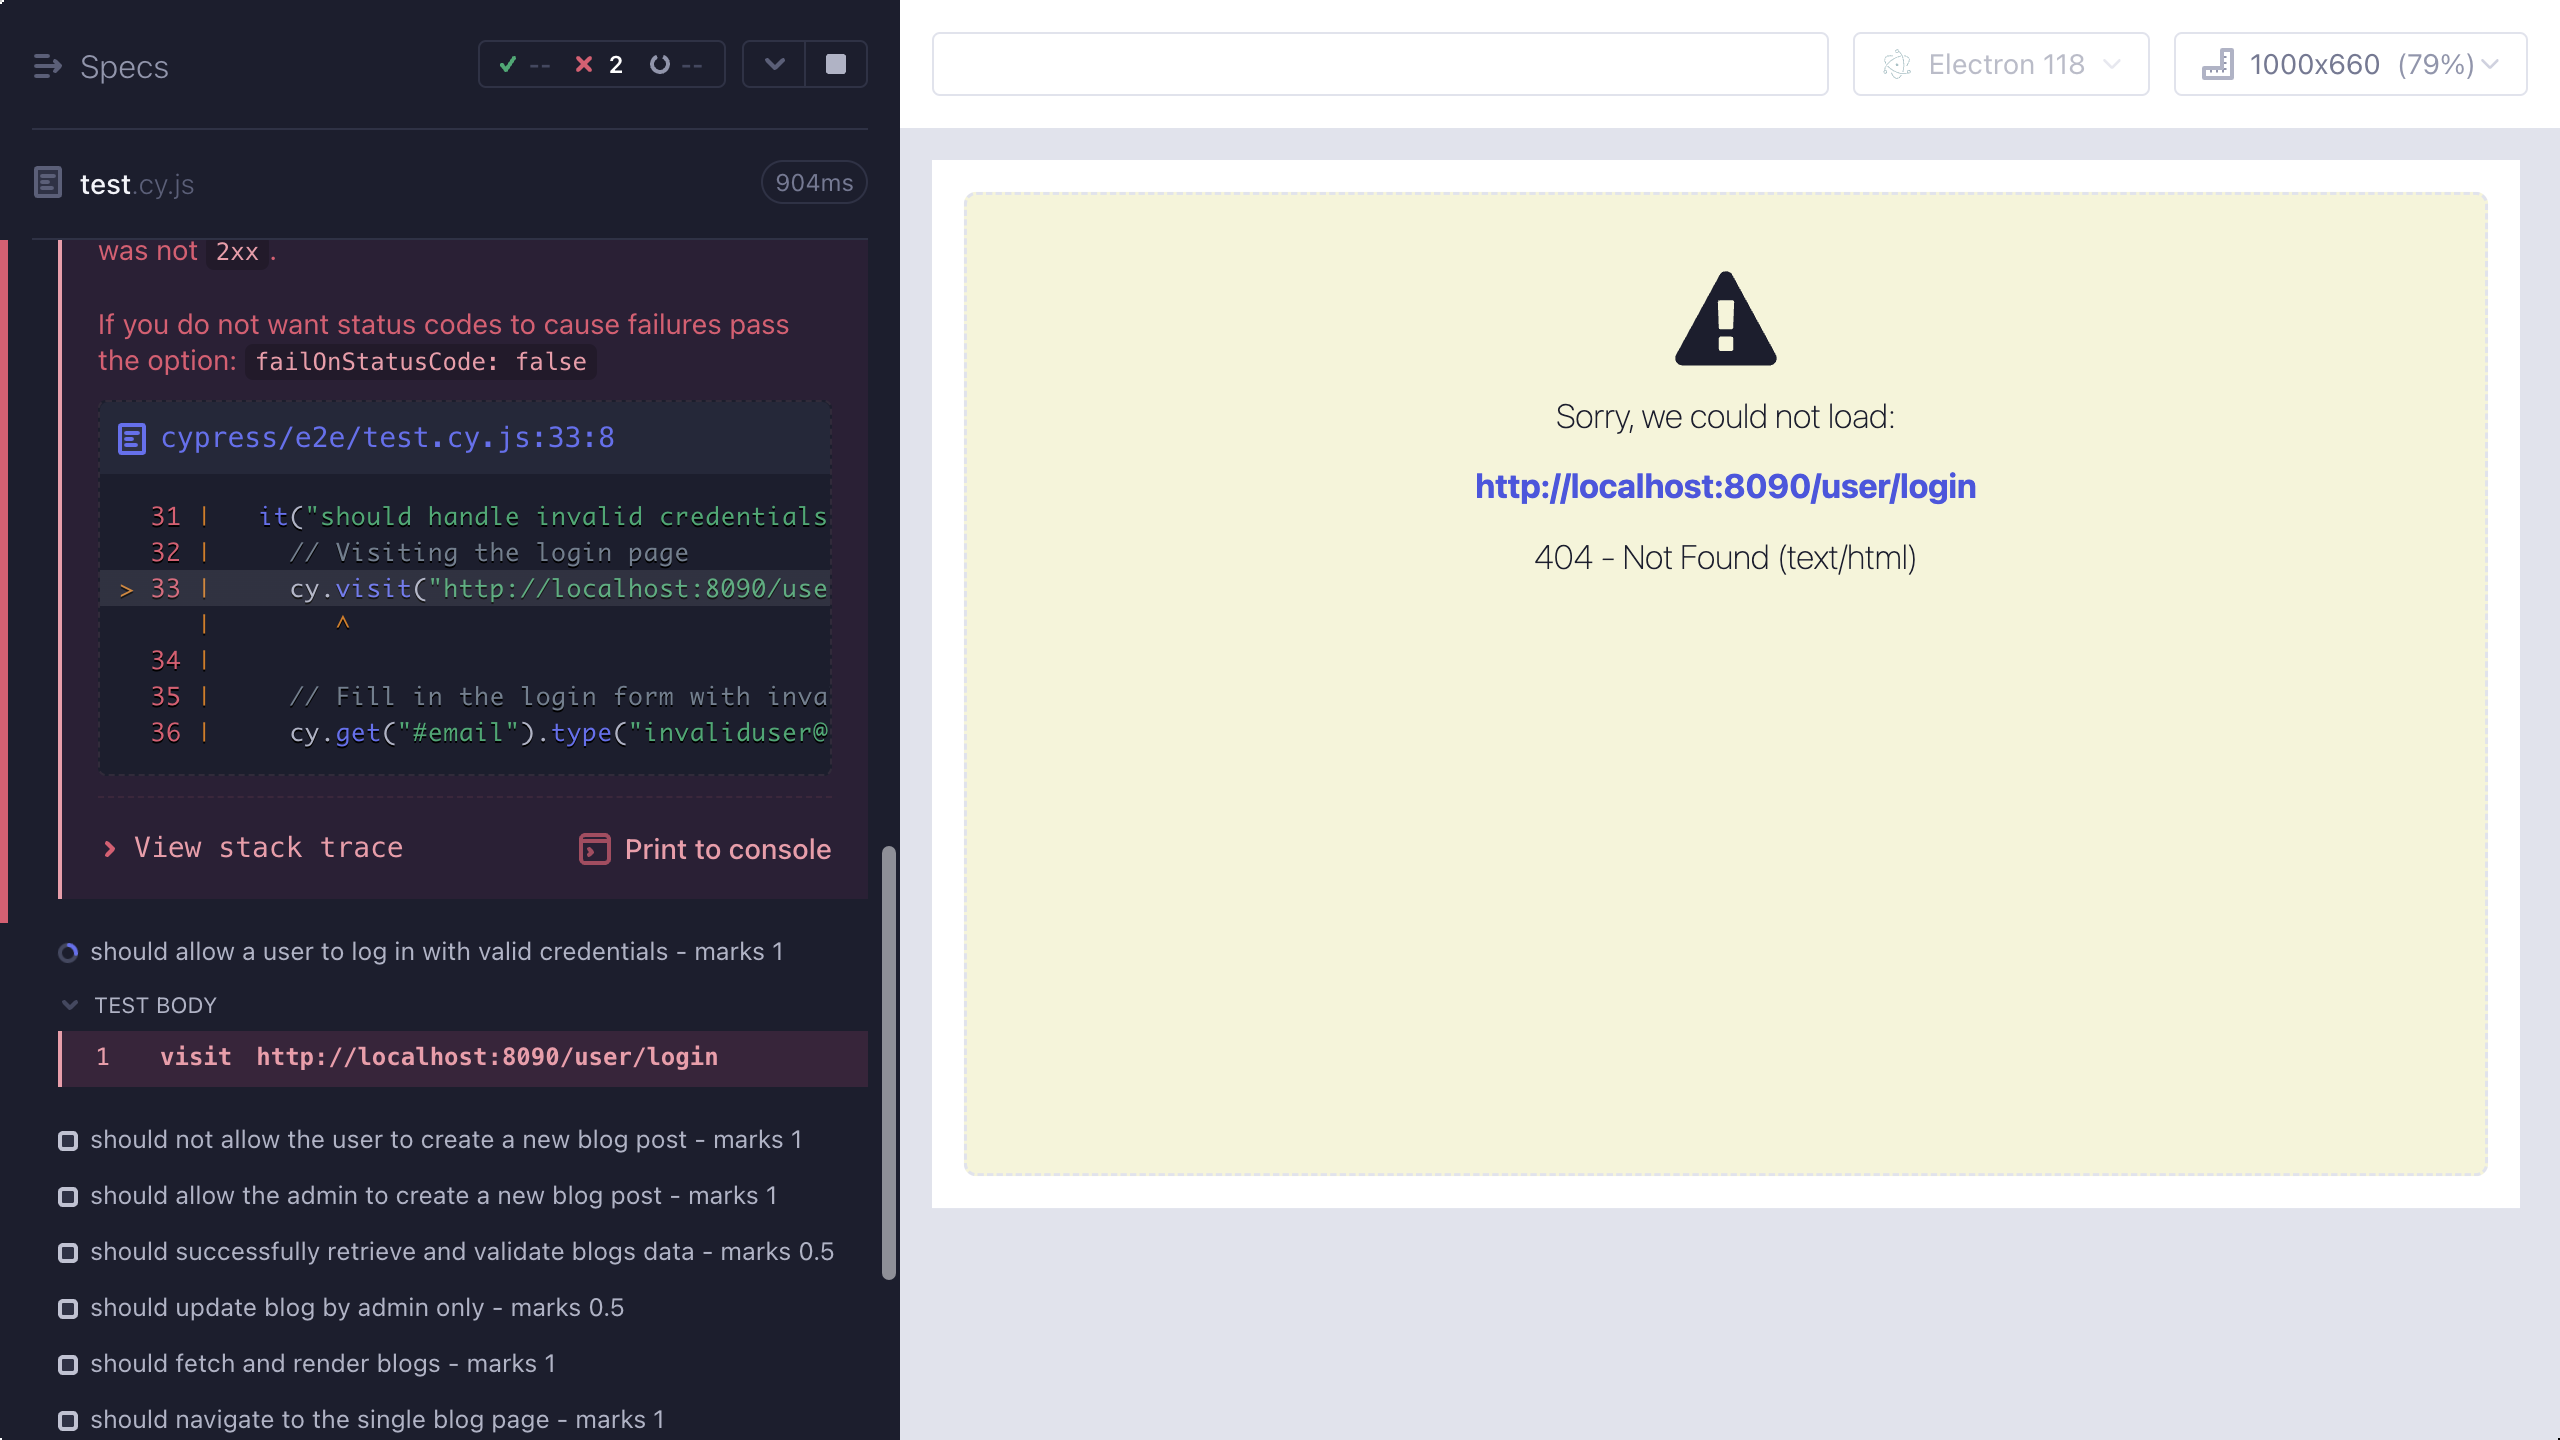 Specs
-- 2 --
test.cy.js
904ms
was not 2xx.
If you do not want status codes to cause failures pass
the option: failOnStatusCode: false
cypress/e2e/test.cy.js:33:8
31 | it("should handle invalid credentials
32 | // Visiting the login page
> 33 | cy.visit("http://localhost:8090/use
| ^
34 |
35 | // Fill in the login form with inva
36 | cy.get("#email").type("invaliduser@
View stack trace
Print to console
should allow a user to log in with valid credentials - marks 1
TEST BODY
1 visit http://localhost:8090/user/login
should not allow the user to create a new blog post - marks 1
should allow the admin to create a new blog post - marks 1
should successfully retrieve and validate blogs data - marks 0.5
should update blog by admin only - marks 0.5
should fetch and render blogs - marks 1
should navigate to the single blog page - marks 1
Electron 118
1000x660 (79%)
Sorry, we could not load:
http://localhost:8090/user/login
404 - Not Found (text/html)